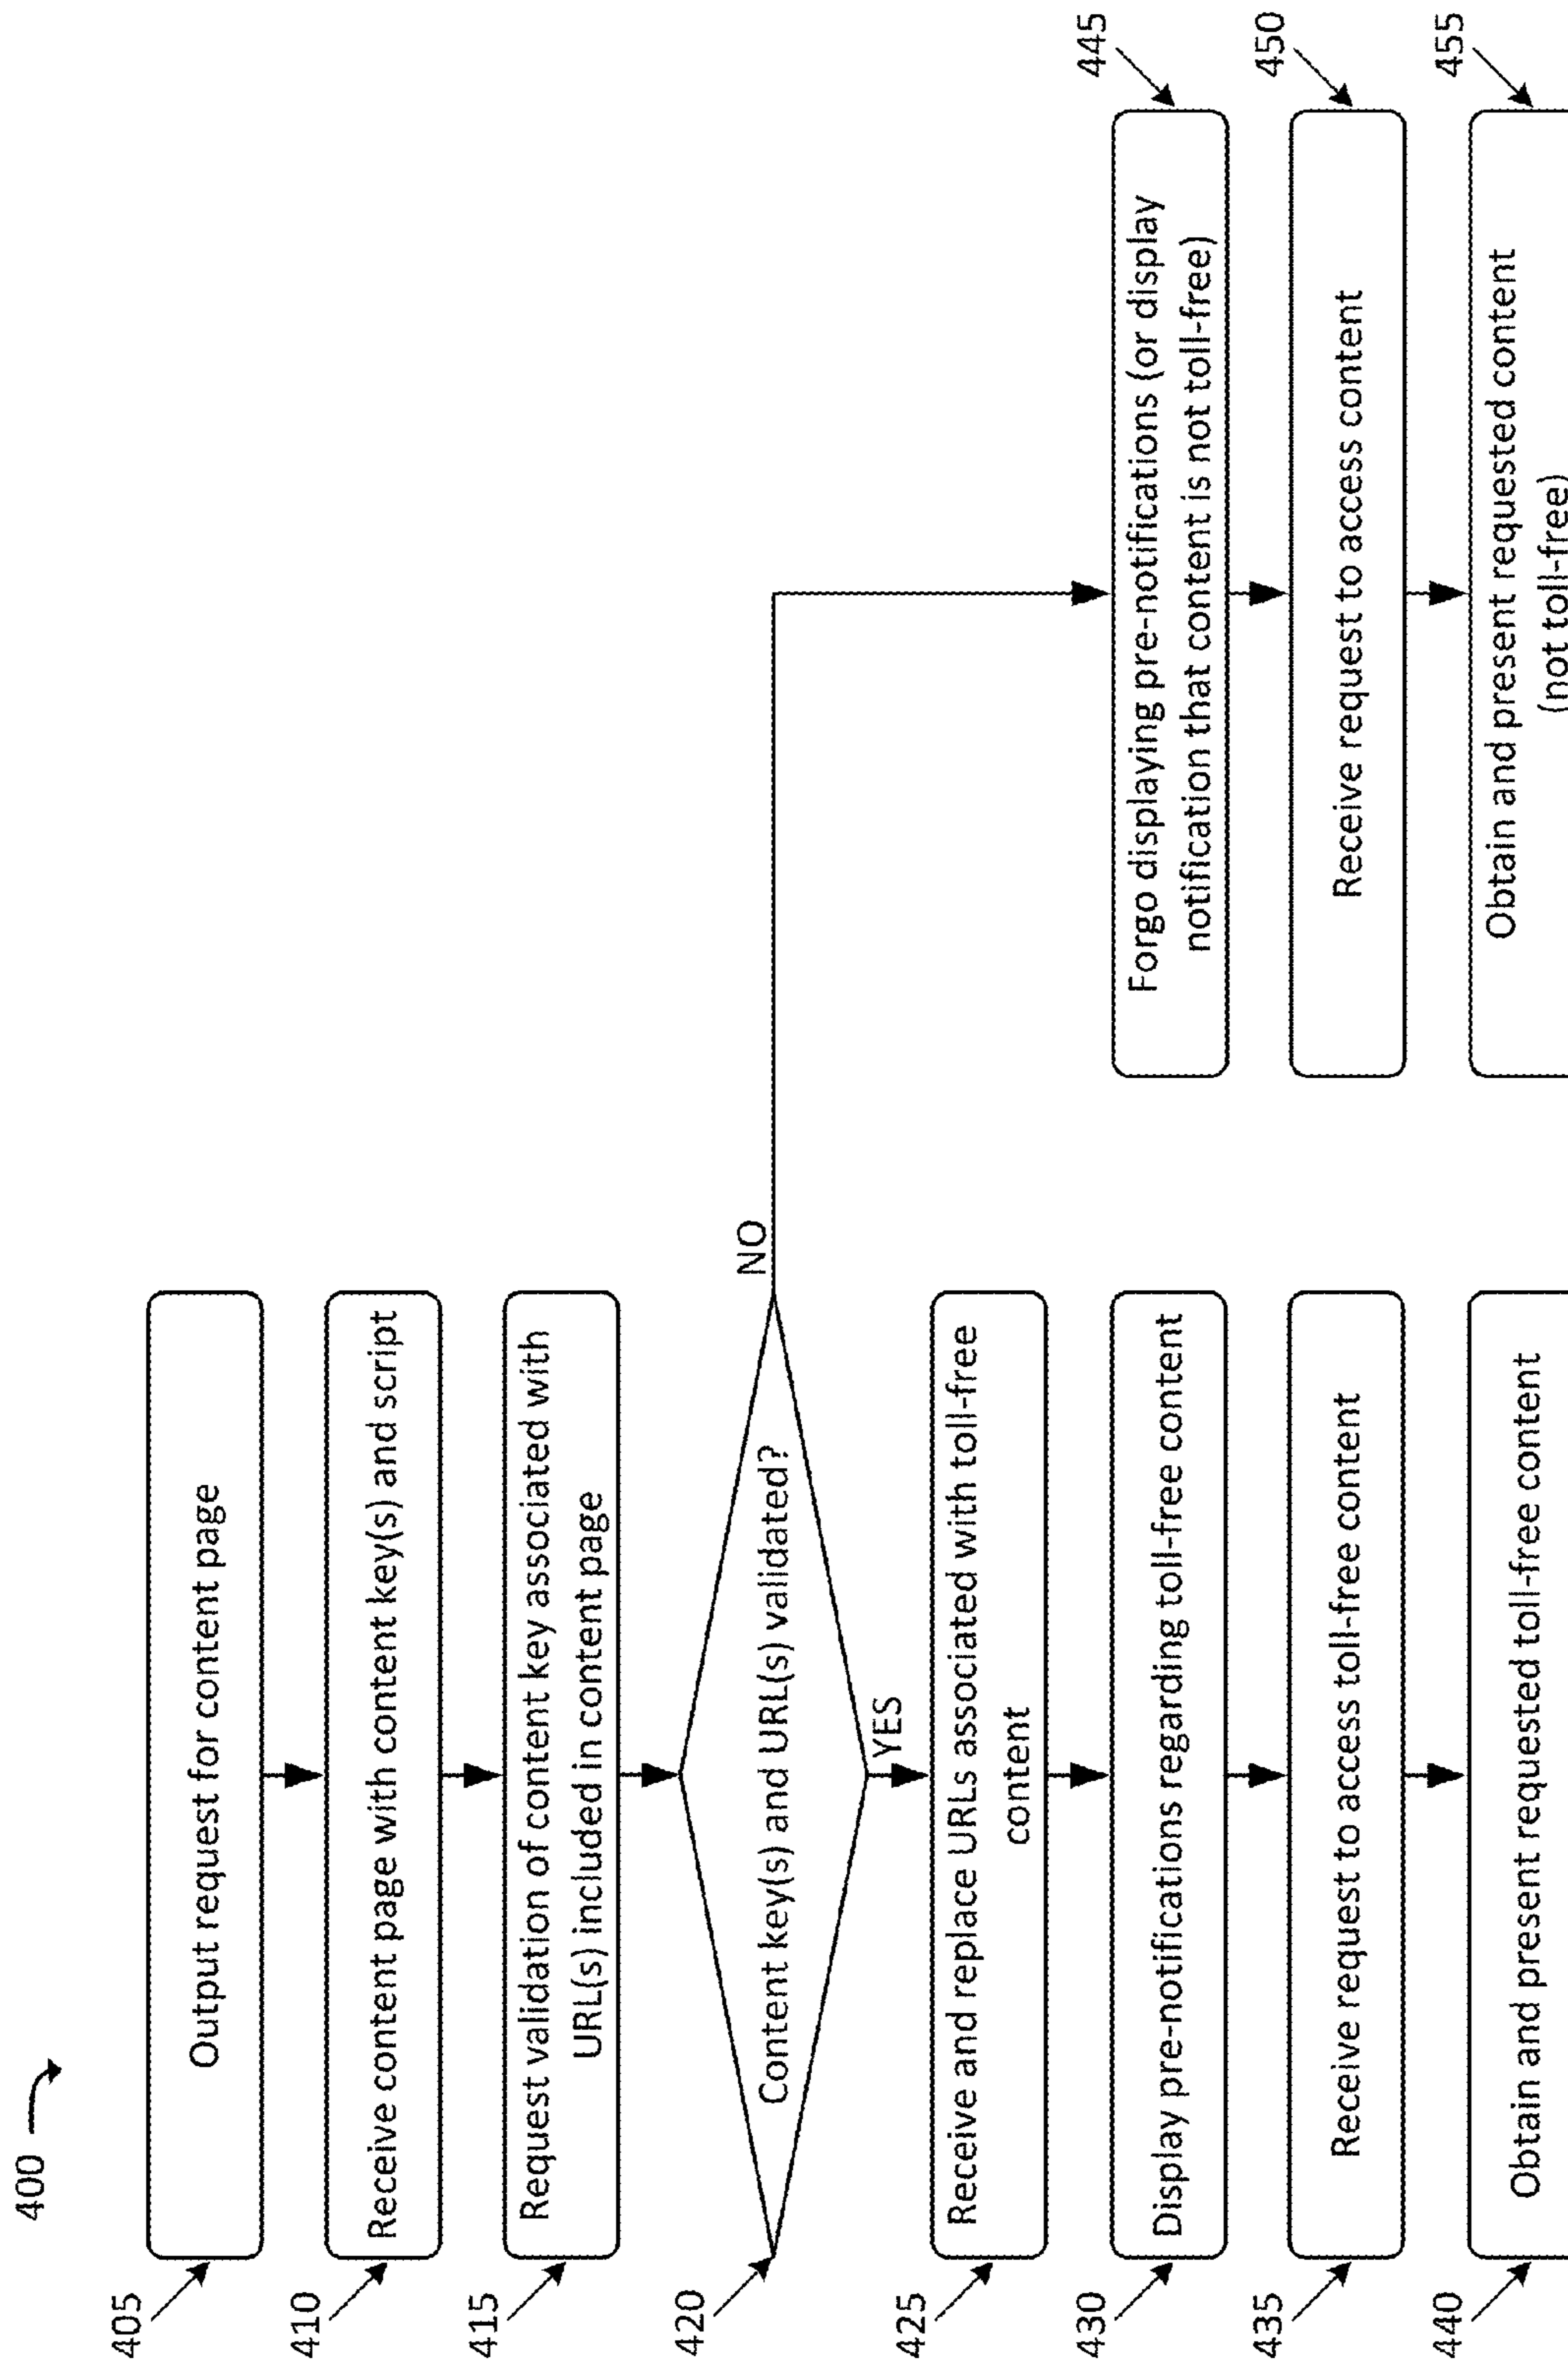 400
405
Output request for content page
410
Receive content page with content key(s) and script
415
Request validation of content key associated with
URL(s) included in content page
420
Content key(s) and URL(s) validated?
NO
YES
425
Receive and replace URLs associated with toll-free
content
430
Display pre-notifications regarding toll-free content
435
Receive request to access toll-free content
440
Obtain and present requested toll-free content
445
Forgo displaying pre-notifications (or display
notification that content is not toll-free)
450
Receive request to access content
455
Obtain and present requested content
(not toll-free)